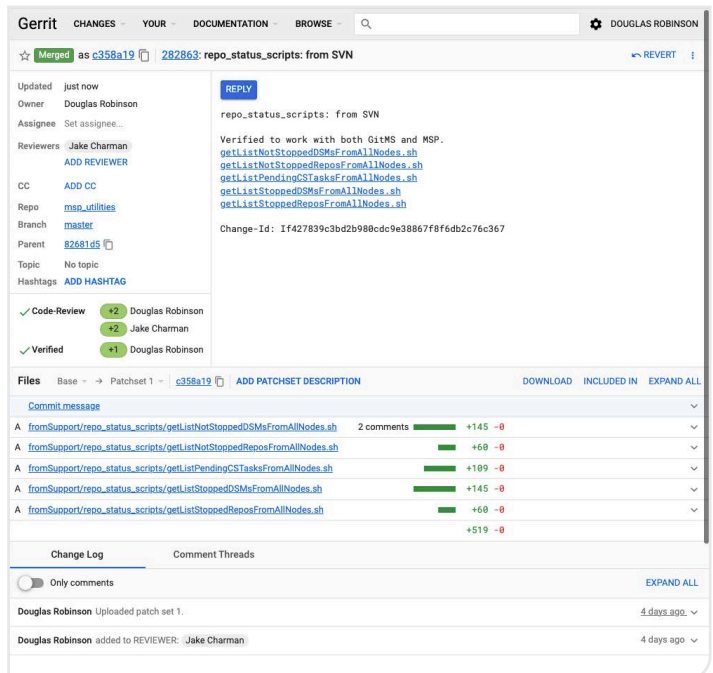 Gerrit CHANGES YOUR DOCUMENTATION BROWSE DOUGLAS ROBINSON
Merged as c358a19 282863: repo_status_scripts: from SVN REVERT
Updated just now
Owner Douglas Robinson
Assignee Set assignee...
Reviewers Jake Charman
ADD REVIEWER
CC ADD CC
Repo msp_utilities
Branch master
Parent 82681d5
Topic No topic
Hashtags ADD HASHTAG
Code-Review +2 Douglas Robinson
+2 Jake Charman
Verified +1 Douglas Robinson
REPLY
repo_status_scripts: from SVN
Verified to work with both GitMS and MSP.
getListNotStoppedDSMsFromAllNodes.sh
getListNotStoppedReposFromAllNodes.sh
getListPendingCSTasksFromAllNodes.sh
getListStoppedDSMsFromAllNodes.sh
getListStoppedReposFromAllNodes.sh
Change-Id: If427839c3bd2b980cdc9e38867f8f6db2c76c367
Files Base → Patchset 1 c358a19 ADD PATCHSET DESCRIPTION DOWNLOAD INCLUDED IN EXPAND ALL
Commit message
A fromSupport/repo_status_scripts/getListNotStoppedDSMsFromAllNodes.sh 2 comments +145 -0
A fromSupport/repo_status_scripts/getListNotStoppedReposFromAllNodes.sh +60 -0
A fromSupport/repo_status_scripts/getListPendingCSTasksFromAllNodes.sh +109 -0
A fromSupport/repo_status_scripts/getListStoppedDSMsFromAllNodes.sh +145 -0
A fromSupport/repo_status_scripts/getListStoppedReposFromAllNodes.sh +60 -0
+519 -0
Change Log Comment Threads
Only comments EXPAND ALL
Douglas Robinson Uploaded patch set 1. 4 days ago
Douglas Robinson added to REVIEWER: Jake Charman 4 days ago